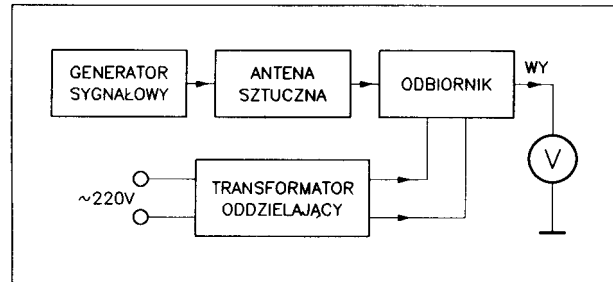 GENERATOR
SYGNAŁOWY
ANTENA
SZTUCZNA
ODBIORNIK
WY
V
~220V
TRANSFORMATOR
ODDZIELAJĄCY